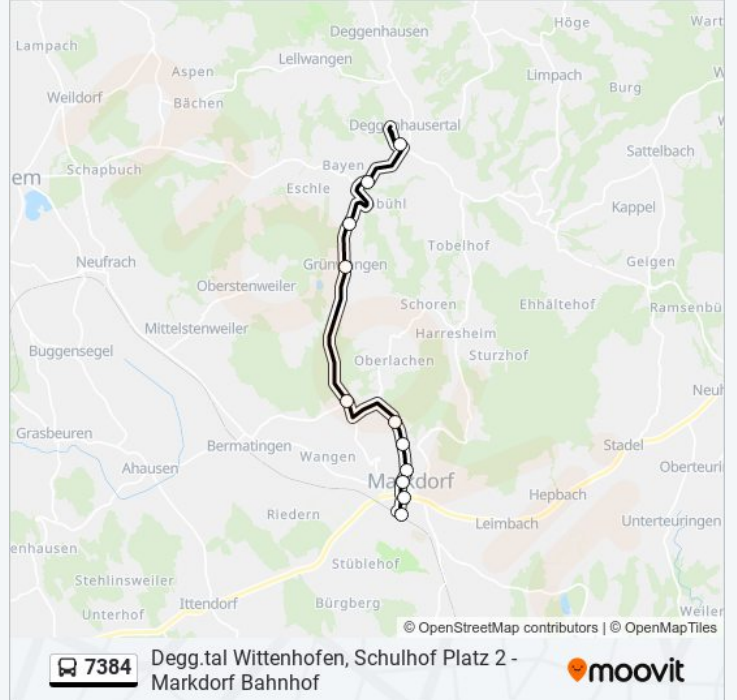 Deggenhausen
Höge
Wart
Lampach
Lellwangen
Aspen
Limpach
Weildorf
Bächen
Burg
Deggenhausertal
Sattelbach
Bayen
Schapbuch
em
Eschle
bühl
Kappel
Tobelhof
Neufrach
Grün
ngen
Geigen
Oberstenweiler
Schoren
Ehhältehof
Ramsenbü
Mittelstenweiler
Harresheim
Buggensegel
Oberlachen
Sturzhof
Neuh
Grasbeuren
Bermatingen
Stadel
Wangen
Ahausen
Oberteuri
Markdorf
Hepbach
Riedern
Leimbach
Unterteuringen
enhausen
Stüblehof
Stehlinsweiler
Ittendorf
Bürgberg
Unterhof
Weiler
© OpenStreetMap contributors | © OpenMapTiles
7384
Degg.tal Wittenhofen, Schulhof Platz 2 -
Markdorf Bahnhof
moovit